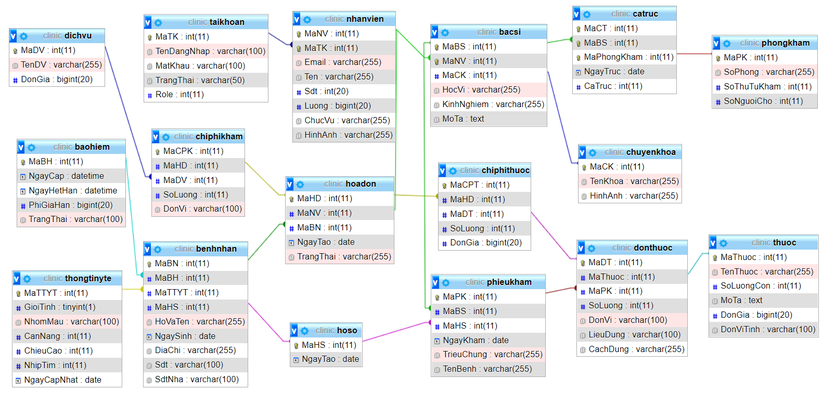 clinic dichvu
MaDV : int(11)
TenDV : varchar(255)
DonGia : bigint(20)
clinic taikhoan
MaTK : int(11)
TenDangNhap : varchar(100)
MatKhau : varchar(100)
TrangThai : varchar(50)
Role : int(11)
clinic nhanvien
MaNV : int(11)
MaTK : int(11)
Email : varchar(255)
Ten : varchar(255)
Sdt : int(20)
Luong : bigint(20)
ChucVu : varchar(255)
HinhAnh : varchar(255)
clinic bacsi
MaBS : int(11)
MaNV : int(11)
MaCK : int(11)
HocVi : varchar(255)
KinhNghiem : varchar(255)
MoTa : text
clinic catruc
MaCT : int(11)
MaBS : int(11)
MaPhongKham : int(11)
NgayTruc : date
CaTruc : int(11)
clinic phongkham
MaPK : int(11)
SoPhong : varchar(255)
SoThuTuKham : int(11)
SoNguoiCho : int(11)
clinic baohiem
MaBH : int(11)
NgayCap : datetime
NgayHetHan : datetime
PhiGiaHan : bigint(20)
TrangThai : varchar(100)
clinic chiphikham
MaCPK : int(11)
MaHD : int(11)
MaDV : int(11)
SoLuong : int(11)
DonVi : varchar(100)
clinic hoadon
MaHD : int(11)
MaNV : int(11)
MaBN : int(11)
NgayTao : date
TrangThai : varchar(255)
clinic chiphithuoc
MaCPT : int(11)
MaHD : int(11)
MaDT : int(11)
SoLuong : int(11)
DonGia : bigint(20)
clinic chuyenkhoa
MaCK : int(11)
TenKhoa : varchar(255)
HinhAnh : varchar(255)
clinic thongtinyte
MaTTYT : int(11)
GioiTinh : tinyint(1)
NhomMau : varchar(100)
CanNang : int(11)
ChieuCao : int(11)
NhipTim : int(11)
NgayCapNhat : date
clinic benhnhan
MaBN : int(11)
MaBH : int(11)
MaTTYT : int(11)
MaHS : int(11)
HoVaTen : varchar(255)
NgaySinh : date
DiaChi : varchar(255)
Sdt : varchar(100)
SdtNha : varchar(100)
clinic hoso
MaHS : int(11)
NgayTao : date
clinic phieukham
MaPK : int(11)
MaBS : int(11)
MaHS : int(11)
NgayKham : date
TrieuChung : varchar(255)
TenBenh : varchar(255)
clinic donthuoc
MaDT : int(11)
MaThuoc : int(11)
MaPK : int(11)
SoLuong : int(11)
DonVi : varchar(100)
LieuDung : varchar(100)
CachDung : varchar(255)
clinic thuoc
MaThuoc : int(11)
TenThuoc : varchar(255)
SoLuongCon : int(11)
MoTa : text
DonGia : bigint(20)
DonViTinh : varchar(100)